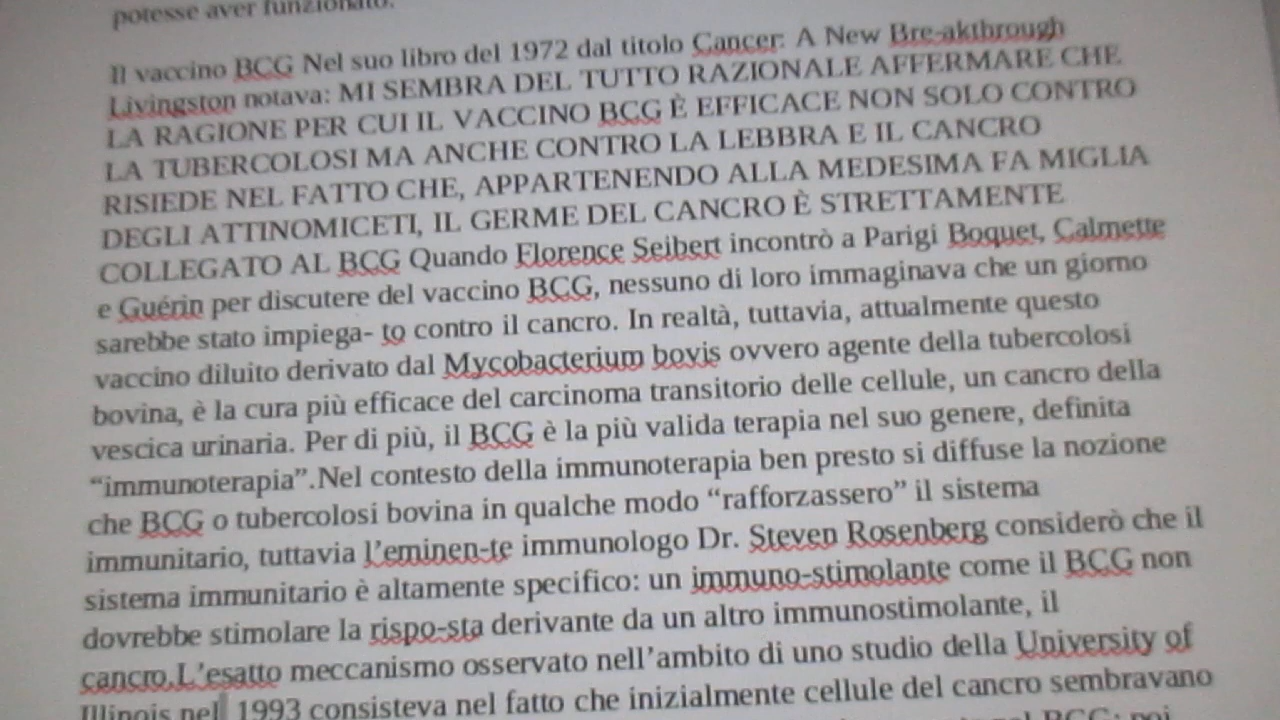 potesse aver funzionato.
Il vaccino BCG Nel suo libro del 1972 dal titolo Cancer: A New Bre-akthrough
Livingston notava: MI SEMBRA DEL TUTTO RAZIONALE AFFERMARE CHE
LA RAGIONE PER CUI IL VACCINO BCG È EFFICACE NON SOLO CONTRO
LA TUBERCOLOSI MA ANCHE CONTRO LA LEBBRA E IL CANCRO
RISIEDE NEL FATTO CHE, APPARTENENDO ALLA MEDESIMA FA MIGLIA
DEGLI ATTINOMICETI, IL GERME DEL CANCRO È STRETTAMENTE
COLLEGATO AL BCG Quando Florence Seibert incontrò a Parigi Boquet, Calmette
e Guérin per discutere del vaccino BCG, nessuno di loro immaginava che un giorno
sarebbe stato impiega- to contro il cancro. In realtà, tuttavia, attualmente questo
vaccino diluito derivato dal Mycobacterium bovis ovvero agente della tubercolosi
bovina, è la cura più efficace del carcinoma transitorio delle cellule, un cancro della
vescica urinaria. Per di più, il BCG è la più valida terapia nel suo genere, definita
“immunoterapia”.Nel contesto della immunoterapia ben presto si diffuse la nozione
che BCG o tubercolosi bovina in qualche modo “rafforzassero” il sistema
immunitario, tuttavia l’eminen-te immunologo Dr. Steven Rosenberg considerò che il
sistema immunitario è altamente specifico: un immuno-stimolante come il BCG non
dovrebbe stimolare la rispo-sta derivante da un altro immunostimolante, il
cancro.L’esatto meccanismo osservato nell’ambito di uno studio della University of
Illinois nel 1993 consisteva nel fatto che inizialmente cellule del cancro sembravano
BCG; poi